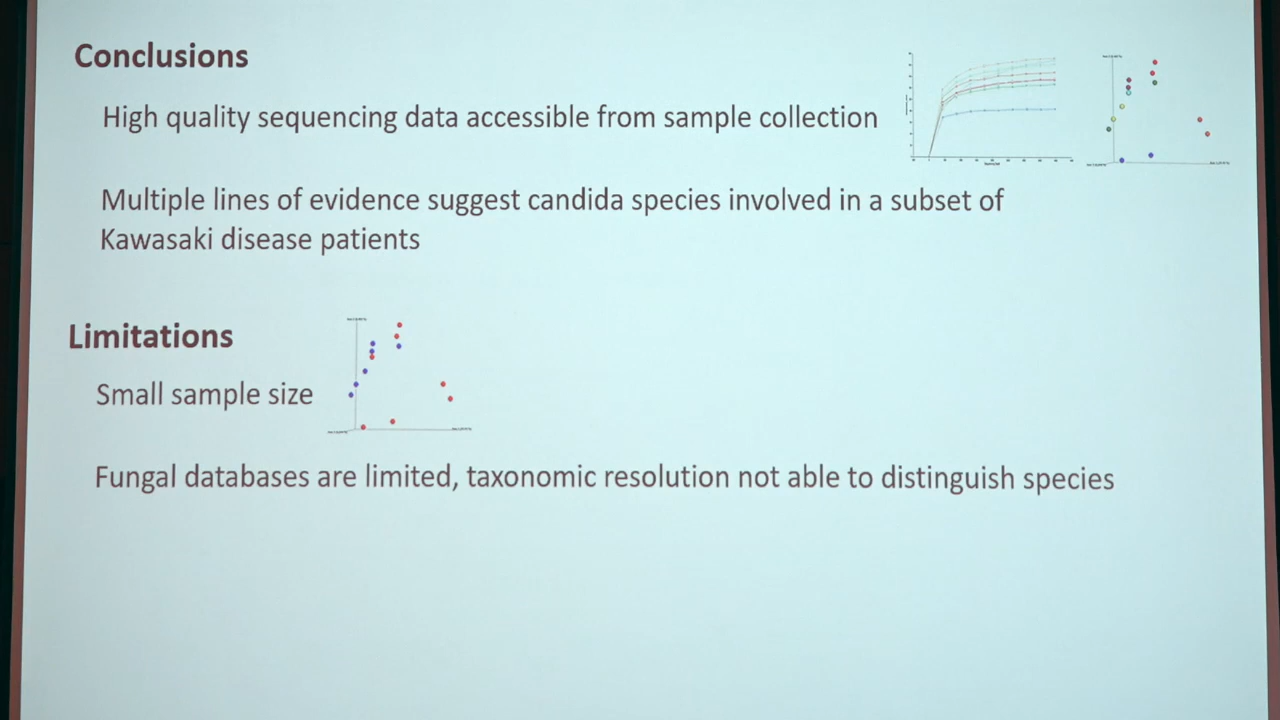 Conclusions
High quality sequencing data accessible from sample collection
Multiple lines of evidence suggest candida species involved in a subset of
Kawasaki disease patients
Limitations
Small sample size
Fungal databases are limited, taxonomic resolution not able to distinguish species